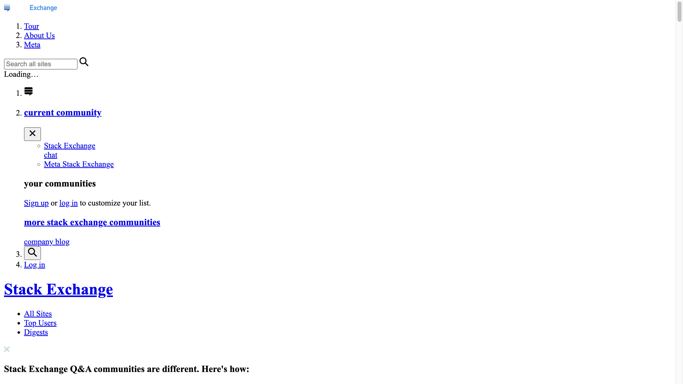 Exchange
1. Tour
2. About Us
3. Meta
Search all sites
Loading…
1.
2. current community
Stack Exchange
chat
Meta Stack Exchange
your communities
Sign up or log in to customize your list.
more stack exchange communities
company blog
3.
4. Log in
Stack Exchange
All Sites
Top Users
Digests
Stack Exchange Q&A communities are different. Here's how: